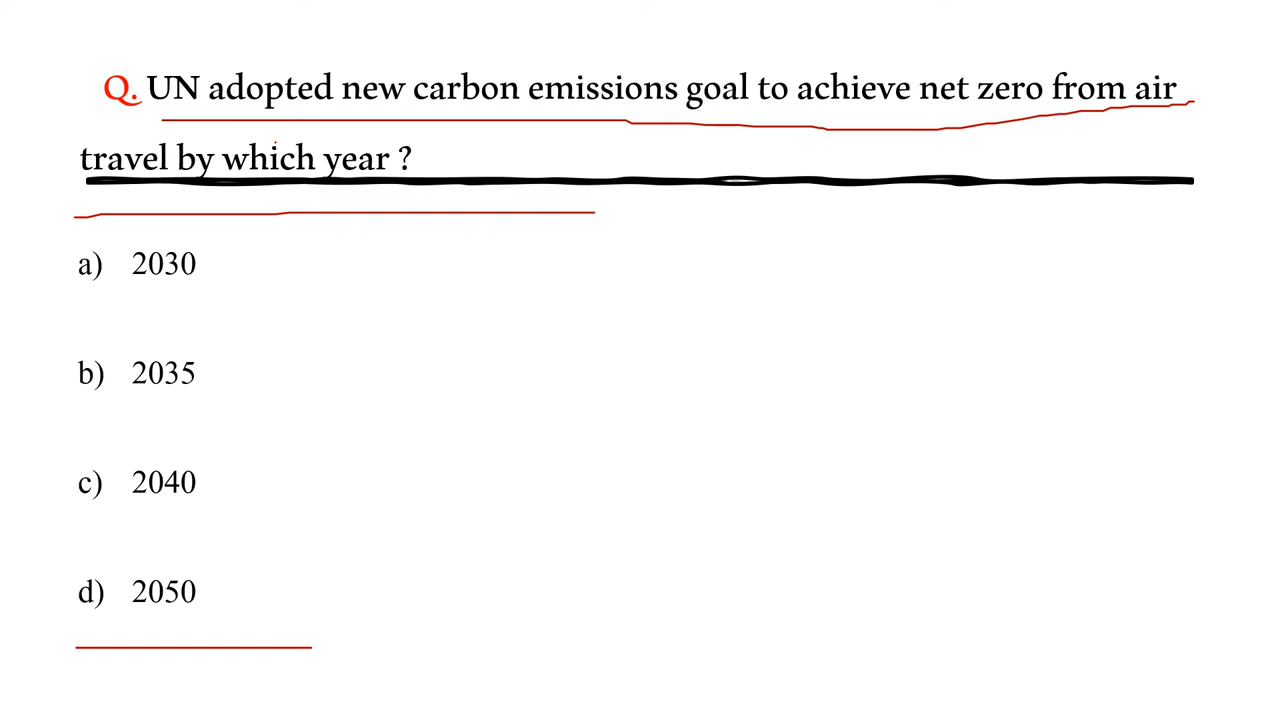 Q. UN adopted new carbon emissions goal to achieve net zero from air
travel by which year ?
a) 2030
b) 2035
c) 2040
d) 2050